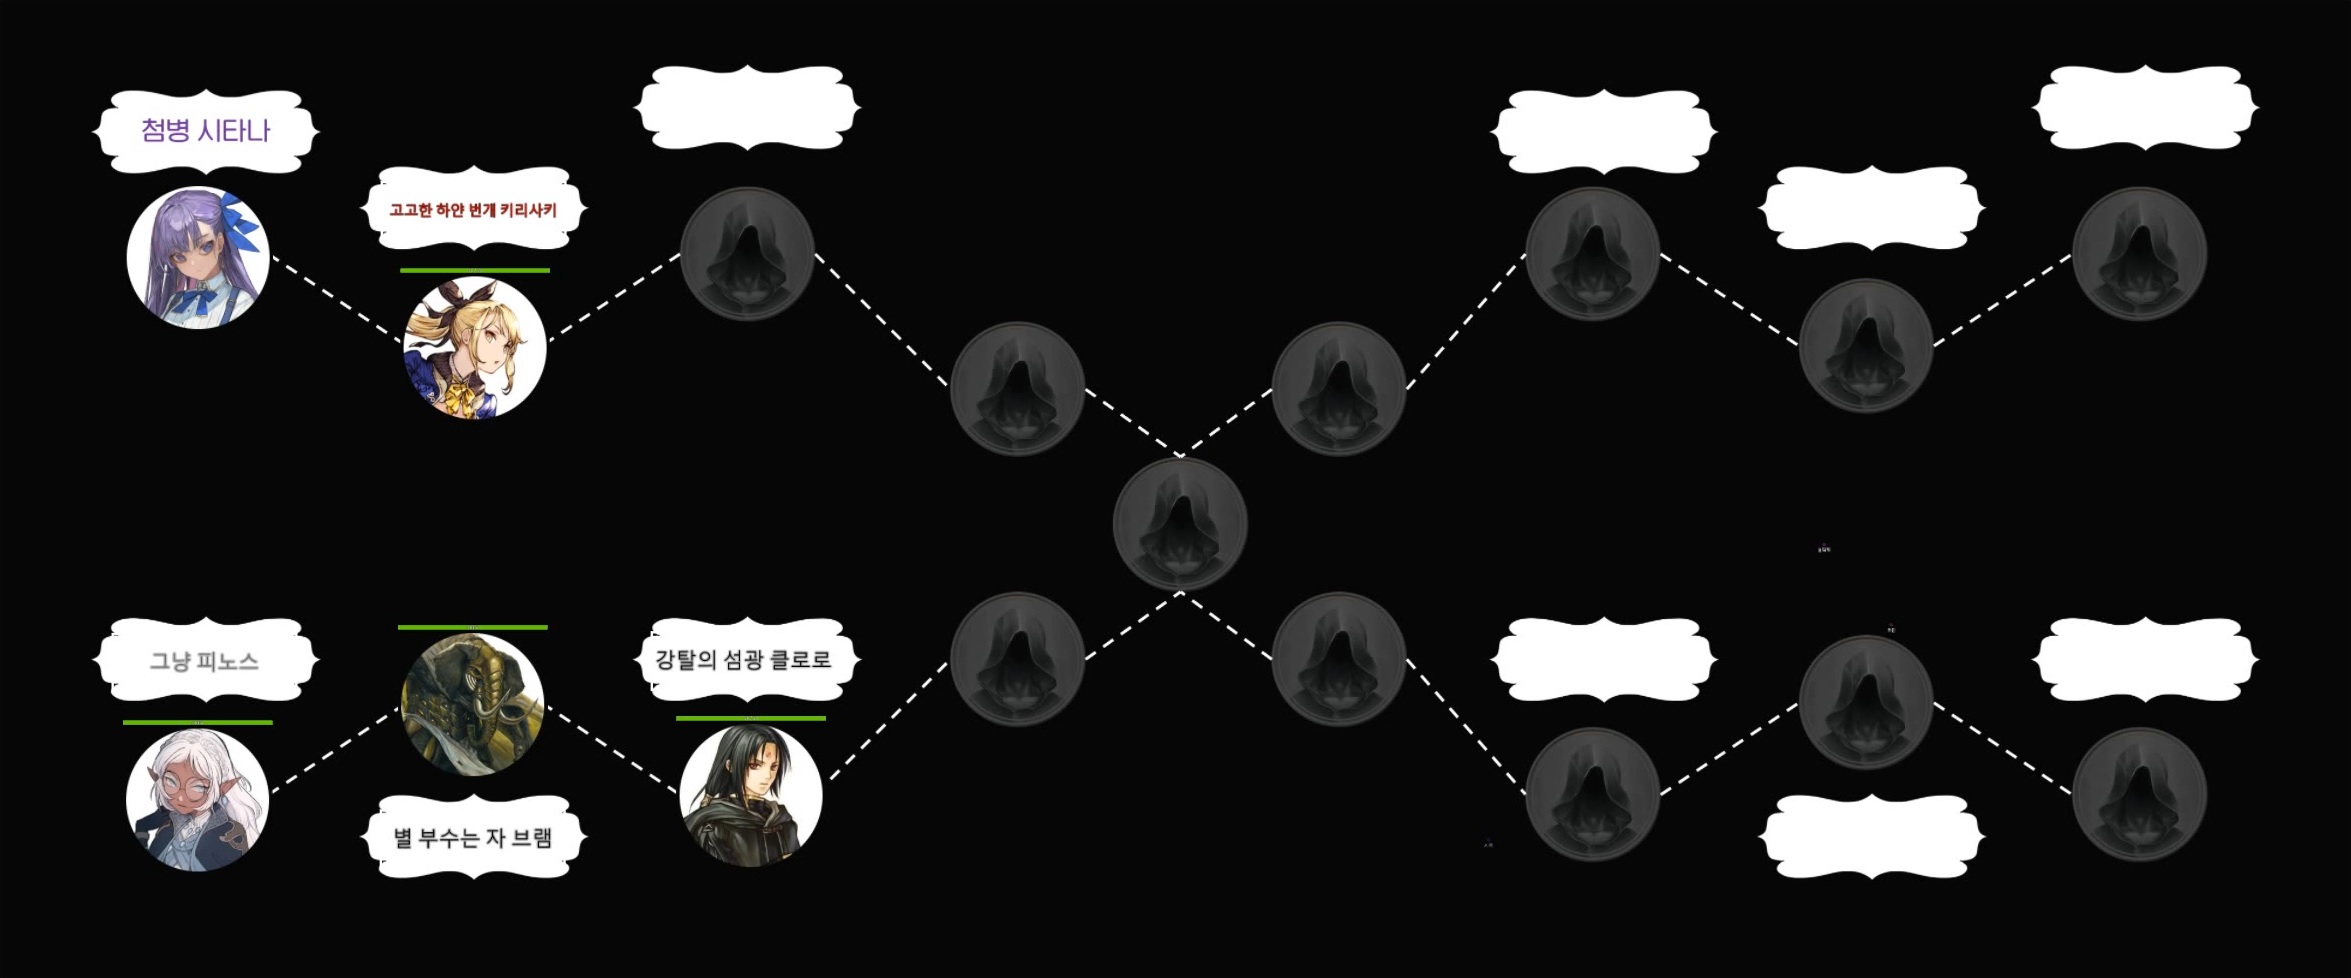 첨병 시타나
고고한 하얀 번개 키리사키
그냥 피노스
강탈의 섬광 클로로
별 부수는 자 브램